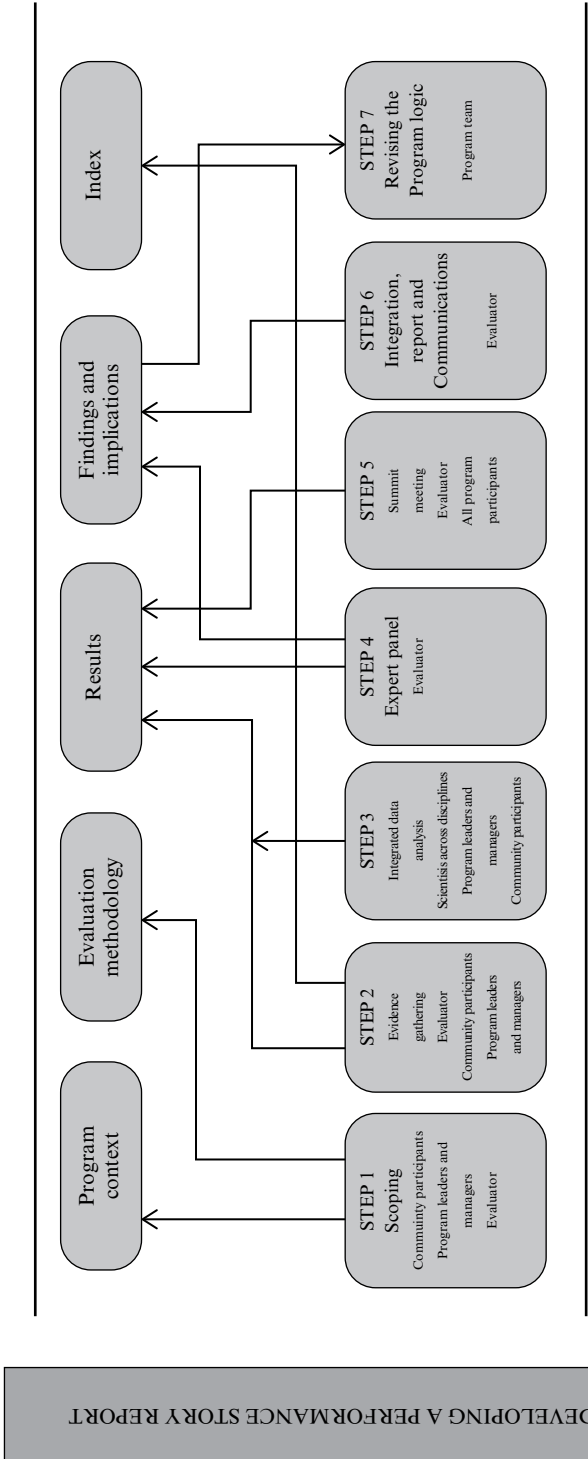 DEVELOPING A PERFORMANCE STORY REPORT
Program
context
Evaluation
methodology
Results
Findings and
implications
Index
STEP 1
Scoping
Commuinty participants
Program leaders and
managers
Evaluator
STEP 2
Evidence
gathering
Evaluator
Community participants
Program leaders
and managers
STEP 3
Integrated data
analysis
Scientisis across disciplines
Program leaders and
managers
Community participants
STEP 4
Expert panel
Evaluator
STEP 5
Summit
meeting
Evaluator
All program
participants
STEP 6
Integration,
report and
Communications
Evaluator
STEP 7
Revising the
Program logic
Program team